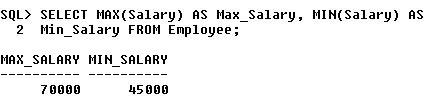 SQL> SELECT MAX(Salary) AS Max_Salary, MIN(Salary) AS
  2  Min_Salary FROM Employee;
MAX_SALARY MIN_SALARY
---------- ----------
     70000      45000